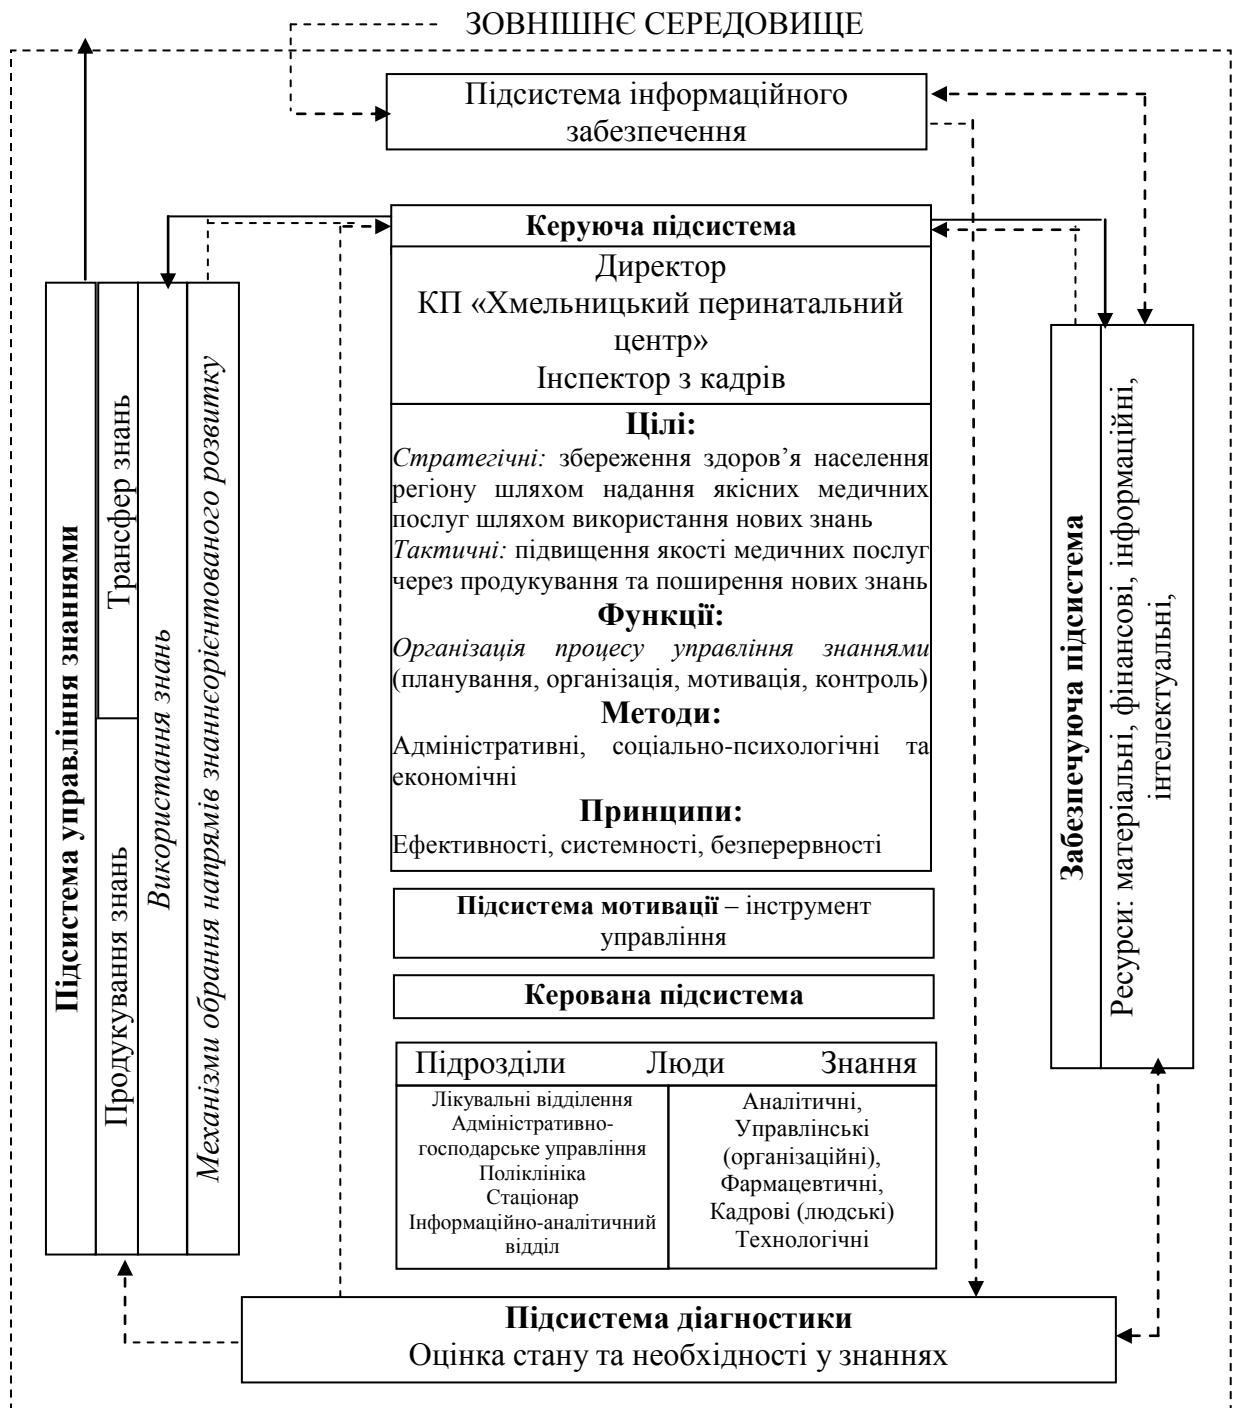 ЗОВНІШНЄ СЕРЕДОВИЩЕ
Підсистема інформаційного
забезпечення
Керуюча підсистема
Директор
КП «Хмельницький перинатальний
центр»
Інспектор з кадрів
Цілі:
Стратегічні: збереження здоров’я населення
регіону шляхом надання якісних медичних
послуг шляхом використання нових знань
Тактичні: підвищення якості медичних послуг
через продукування та поширення нових знань
Функції:
Організація процесу управління знаннями
(планування, організація, мотивація, контроль)
Методи:
Адміністративні, соціально-психологічні та
економічні
Принципи:
Ефективності, системності, безперервності
Підсистема мотивації – інструмент
управління
Керована підсистема
Підрозділи Люди Знання
Лікувальні відділення
Адміністративно-
господарське управління
Поліклініка
Стаціонар
Інформаційно-аналітичний
відділ
Аналітичні,
Управлінські
(організаційні),
Фармацевтичні,
Кадрові (людські)
Технологічні
Підсистема управління знаннями
Трансфер знань
Продукування знань
Використання знань
Механізми обрання напрямів знаннєорієнтованого розвитку
Забезпечуюча підсистема
Ресурси: матеріальні, фінансові, інформаційні,
інтелектуальні,
Підсистема діагностики
Оцінка стану та необхідності у знаннях